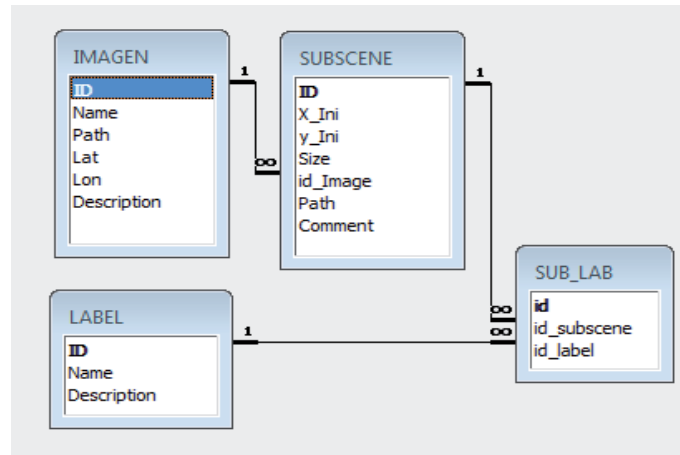 IMAGEN
ID
Name
Path
Lat
Lon
Description
1
∞
SUBSCENE
ID
X_Ini
y_Ini
Size
id_Image
Path
Comment
1
∞
SUB_LAB
id
id_subscene
id_label
LABEL
ID
Name
Description
1
∞